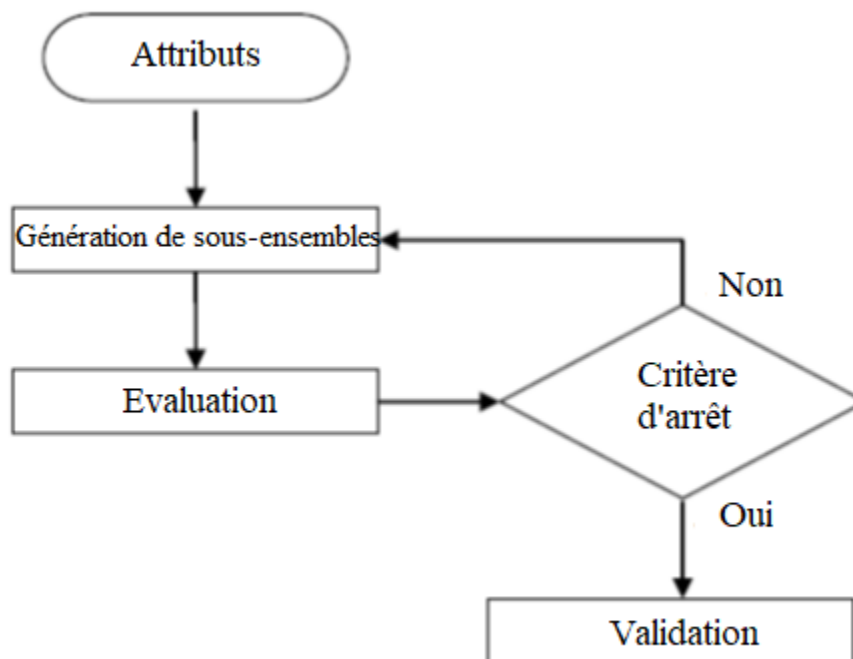 Attributs
Génération de sous-ensembles
Non
Critère
d'arrêt
Evaluation
Oui
Validation